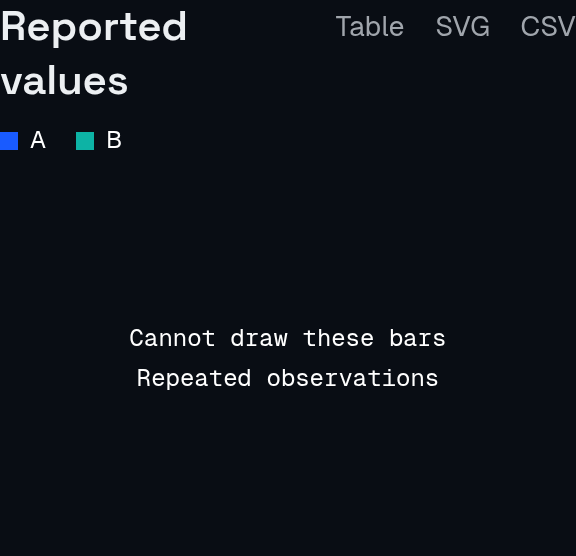 Reported
values
Table SVG CSV
A B
Cannot draw these bars
Repeated observations